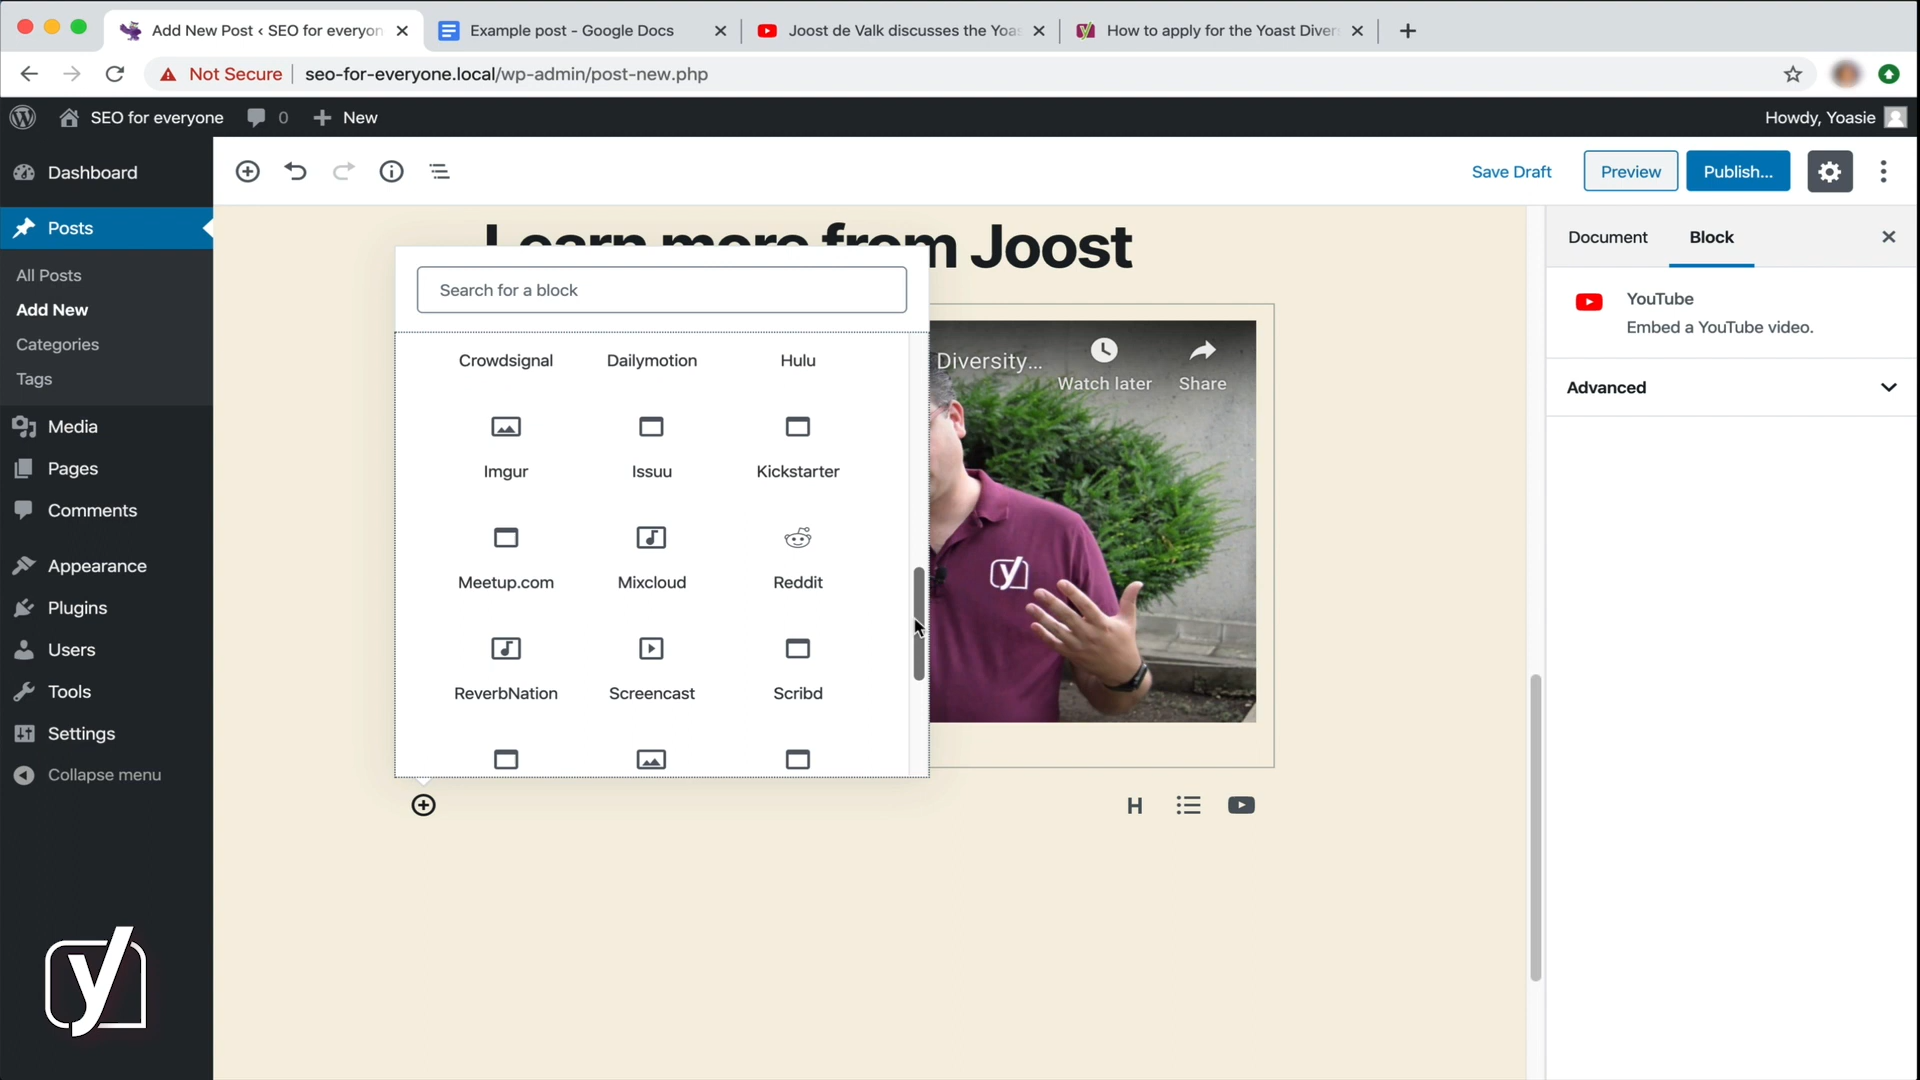 Add New Post ‹ SEO for everyon
Example post - Google Docs
Joost de Valk discusses the Yoas
How to apply for the Yoast Diver
Not Secure
seo-for-everyone.local/wp-admin/post-new.php
SEO for everyone
0
New
Howdy, Yoasie
Dashboard
Posts
All Posts
Add New
Categories
Tags
Media
Pages
Comments
Appearance
Plugins
Users
Tools
Settings
Collapse menu
Save Draft
Preview
Publish...
Learn more from Joost
Search for a block
Crowdsignal
Dailymotion
Hulu
Imgur
Issuu
Kickstarter
Meetup.com
Mixcloud
Reddit
ReverbNation
Screencast
Scribd
Diversity...
Watch later
Share
y
H
Document
Block
YouTube
Embed a YouTube video.
Advanced
y